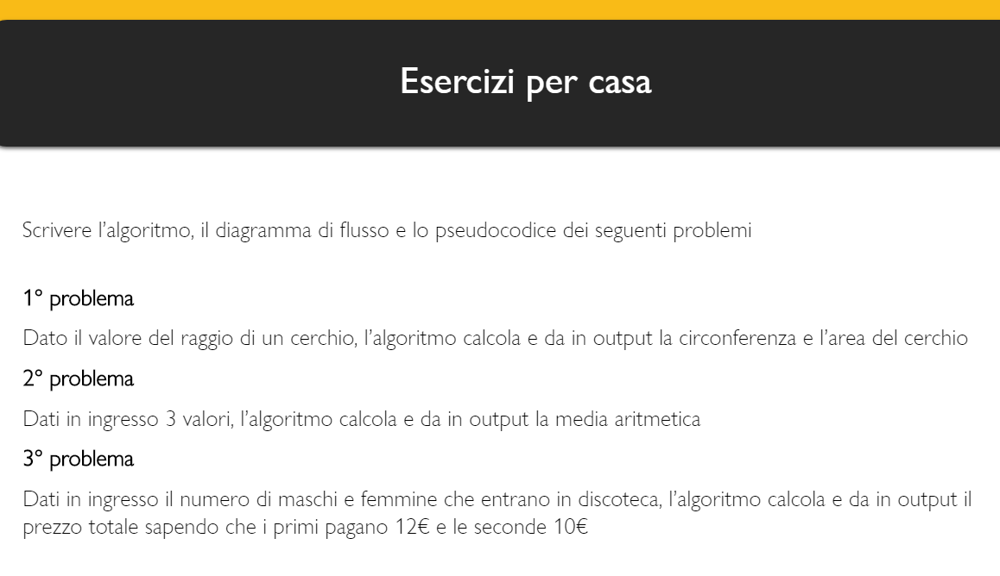 Esercizi per casa
Scrivere l’algoritmo, il diagramma di flusso e lo pseudocodice dei seguenti problemi
1° problema
Dato il valore del raggio di un cerchio, l’algoritmo calcola e da in output la circonferenza e l’area del cerchio
2° problema
Dati in ingresso 3 valori, l’algoritmo calcola e da in output la media aritmetica
3° problema
Dati in ingresso il numero di maschi e femmine che entrano in discoteca, l’algoritmo calcola e da in output il
prezzo totale sapendo che i primi pagano 12€ e le seconde 10€